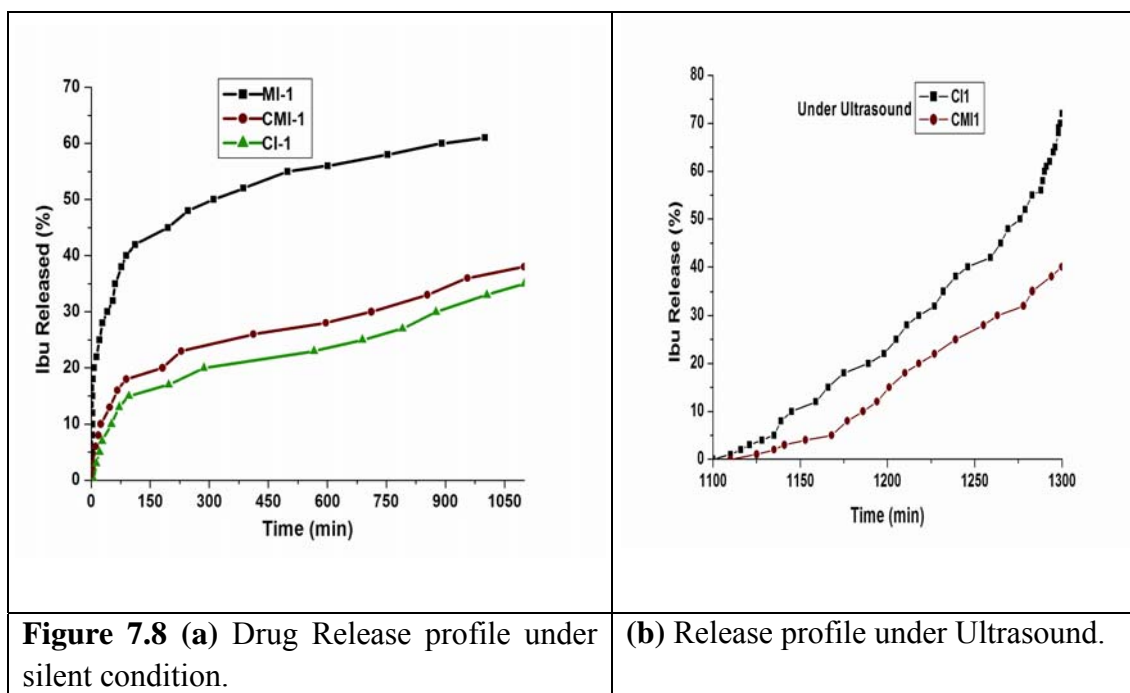 70
60
50
40
30
20
10
0
Ibu Released (%)
MI-1
CMI-1
CI-1
0 150 300 450 600 750 900 1050
Time (min)
80
70
60
50
40
30
20
10
0
Ibu Release (%)
Under Ultrasound
CI1
CMI1
1100 1150 1200 1250 1300
Time (min)
Figure 7.8 (a) Drug Release profile under
silent condition.
(b) Release profile under Ultrasound.